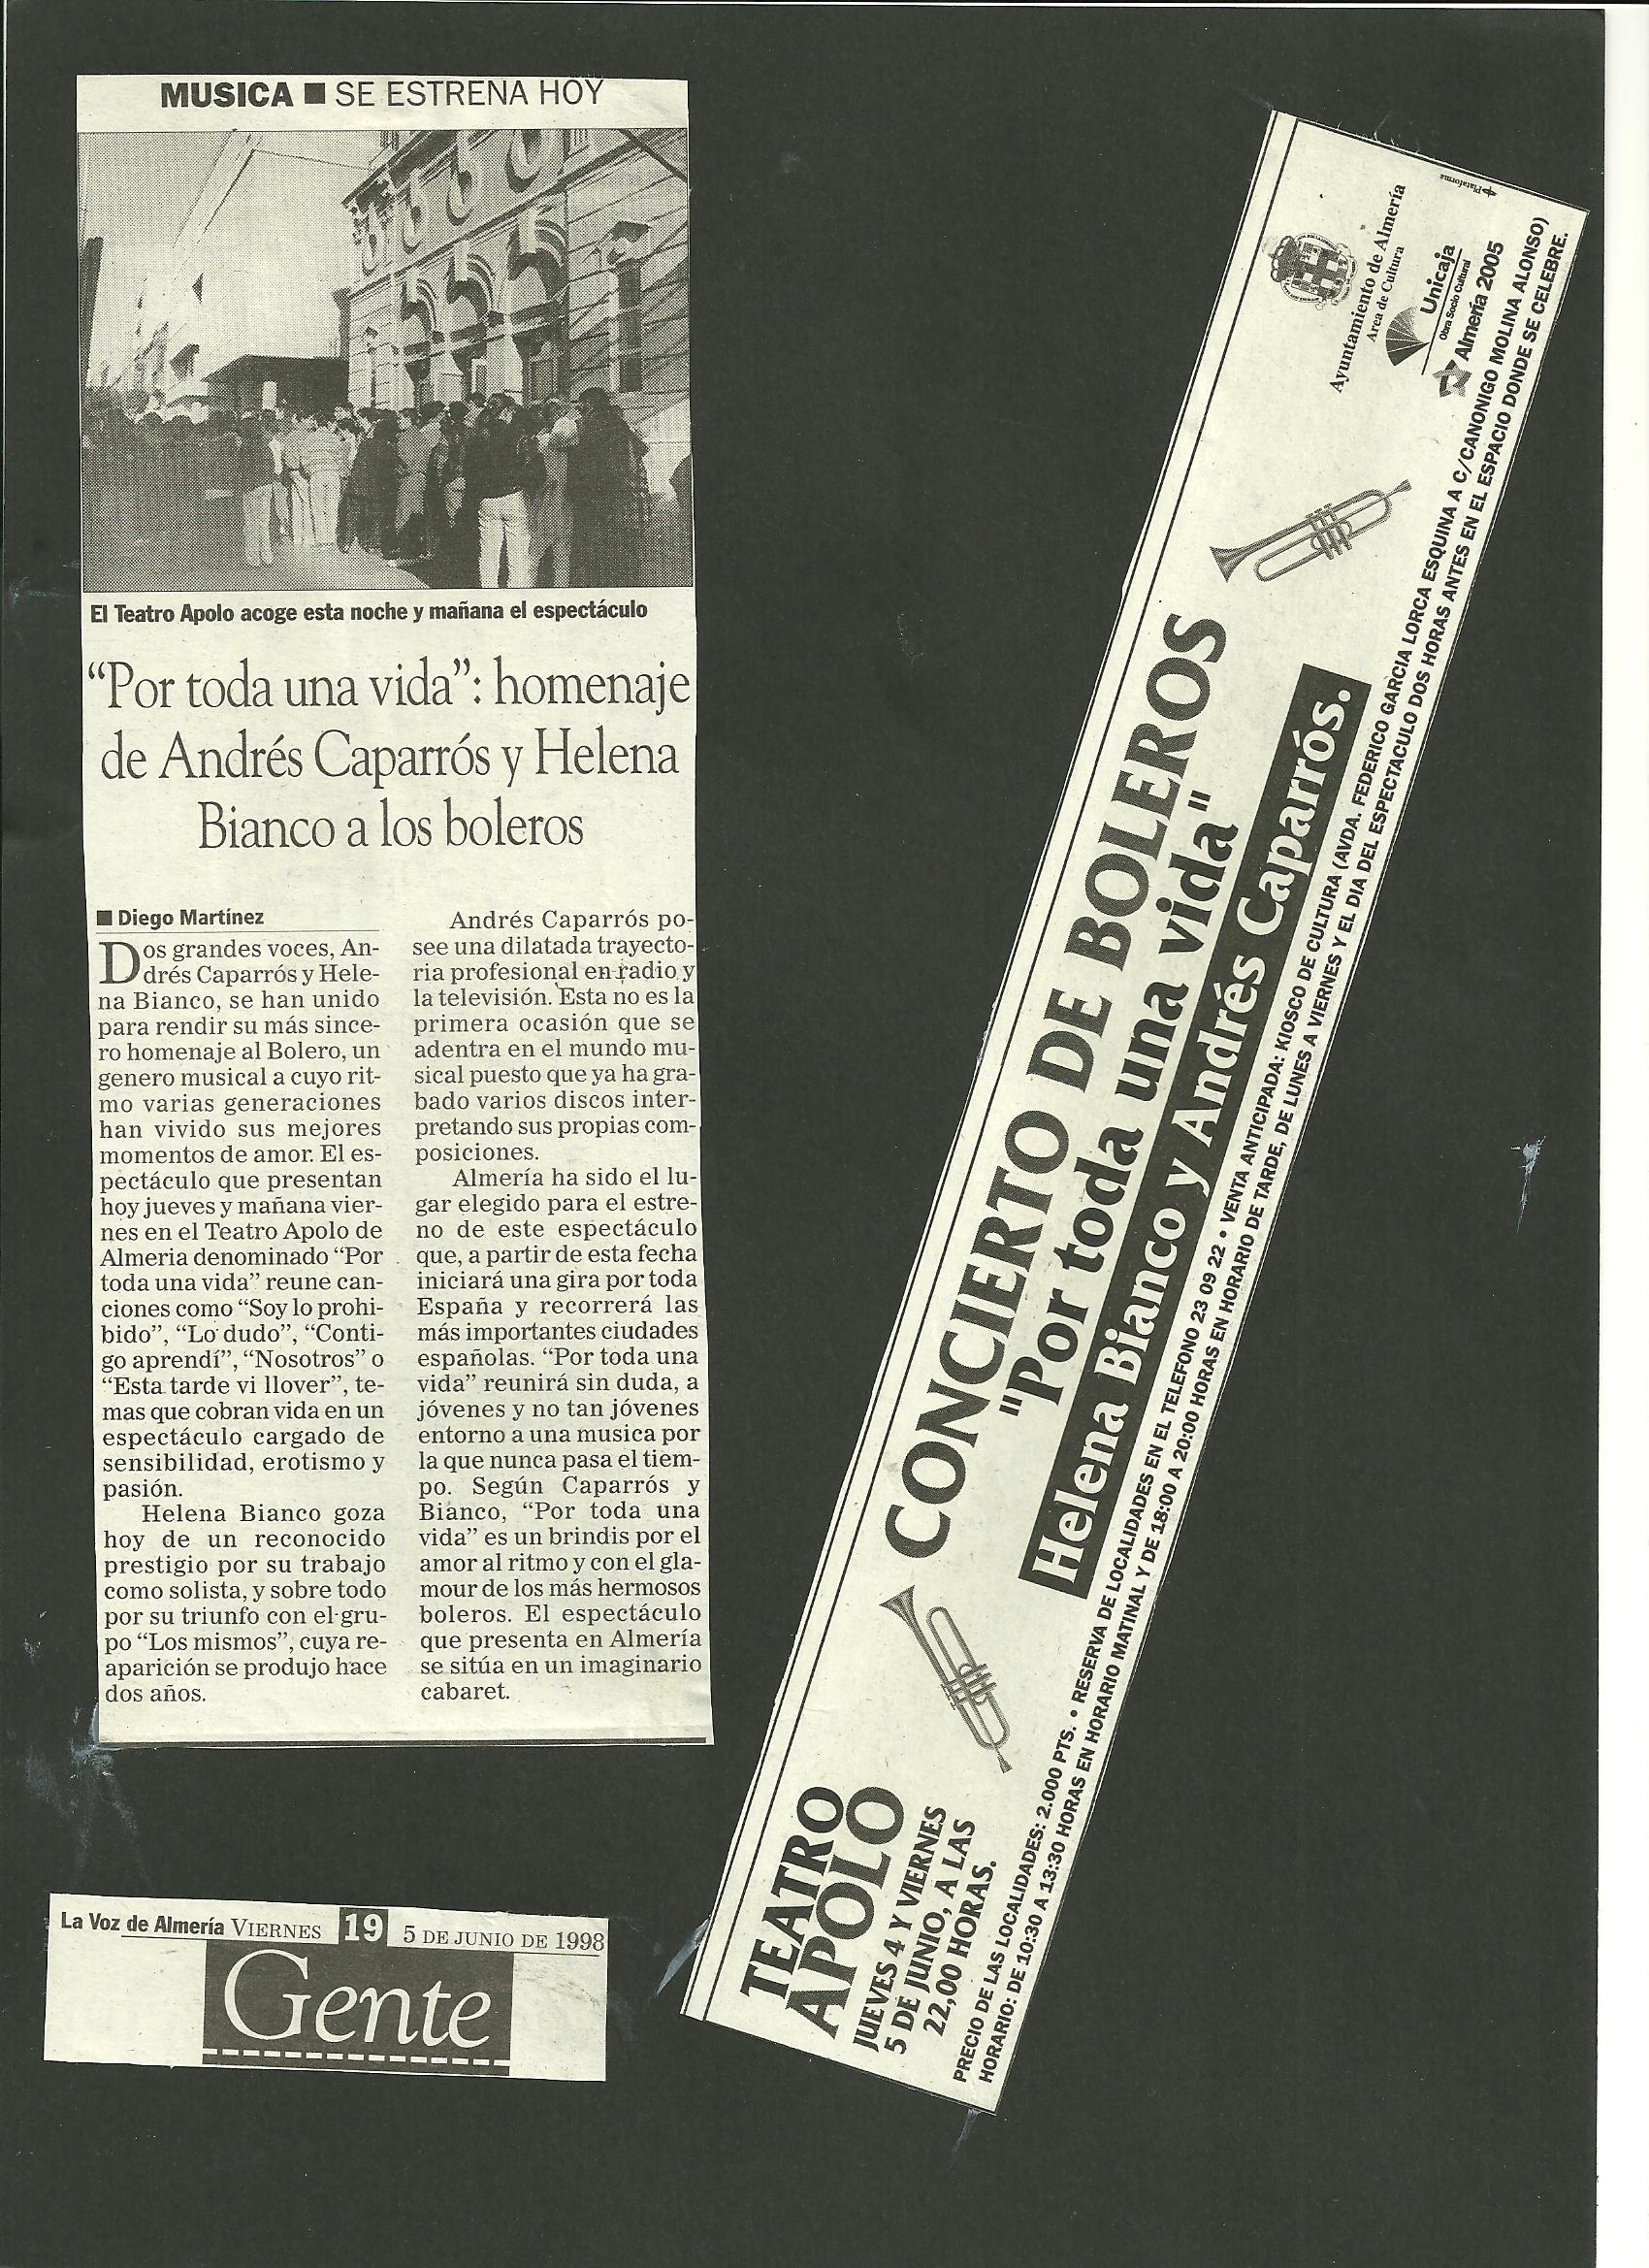 MUSICA ■ SE ESTRENA HOY
El Teatro Apolo acoge esta noche y mañana el espectáculo
“Por toda una vida”: homenaje
de Andrés Caparrós y Helena
Bianco a los boleros
■ Diego Martínez
Dos grandes voces, An-
drés Caparrós y Hele-
na Bianco, se han unido
para rendir su más since-
ro homenaje al Bolero, un
genero musical a cuyo rit-
mo varias generaciones
han vivido sus mejores
momentos de amor. El es-
pectáculo que presentan
hoy jueves y mañana vier-
nes en el Teatro Apolo de
Almeria denominado “Por
toda una vida” reune can-
ciones como “Soy lo prohi-
bido”, “Lo dudo”, “Conti-
go aprendí”, “Nosotros” o
“Esta tarde vi llover”, te-
mas que cobran vida en un
espectáculo cargado de
sensibilidad, erotismo y
pasión.
Helena Bianco goza
hoy de un reconocido
prestigio por su trabajo
como solista, y sobre todo
por su triunfo con el gru-
po “Los mismos”, cuya re-
aparición se produjo hace
dos años.
Andrés Caparrós po-
see una dilatada trayecto-
ria profesional en radio y
la televisión. Esta no es la
primera ocasión que se
adentra en el mundo mu-
sical puesto que ya ha gra-
bado varios discos inter-
pretando sus propias com-
posiciones.
Almería ha sido el lu-
gar elegido para el estre-
no de este espectáculo
que, a partir de esta fecha
iniciará una gira por toda
España y recorrerá las
más importantes ciudades
españolas. “Por toda una
vida” reunirá sin duda, a
jóvenes y no tan jóvenes
entorno a una musica por
la que nunca pasa el tiem-
po. Según Caparrós y
Bianco, “Por toda una
vida” es un brindis por el
amor al ritmo y con el gla-
mour de los más hermosos
boleros. El espectáculo
que presenta en Almería
se sitúa en un imaginario
cabaret.
La Voz de Almería VIERNES 19 5 DE JUNIO DE 1998
Gente
TEATRO
APOLO
JUEVES 4 Y VIERNES
5 DE JUNIO, A LAS
22,00 HORAS.
CONCIERTO DE BOLEROS
"Por toda una vida"
Helena Bianco y Andrés Caparrós.
Ayuntamiento de Almería
Area de Cultura
Unicaja
Obra Socio Cultural
Almería 2005
Plataforma
PRECIO DE LAS LOCALIDADES: 2.000 PTS. • RESERVA DE LOCALIDADES EN EL TELEFONO 23 09 22 • VENTA ANTICIPADA: KIOSCO DE CULTURA (AVDA. FEDERICO GARCIA LORCA ESQUINA A C/CANONIGO MOLINA ALONSO)
HORARIO: DE 10:30 A 13:30 HORAS EN HORARIO MATINAL Y DE 18:00 A 20:00 HORAS EN HORARIO DE TARDE, DE LUNES A VIERNES Y EL DIA DEL ESPECTACULO DOS HORAS ANTES EN EL ESPACIO DONDE SE CELEBRE.